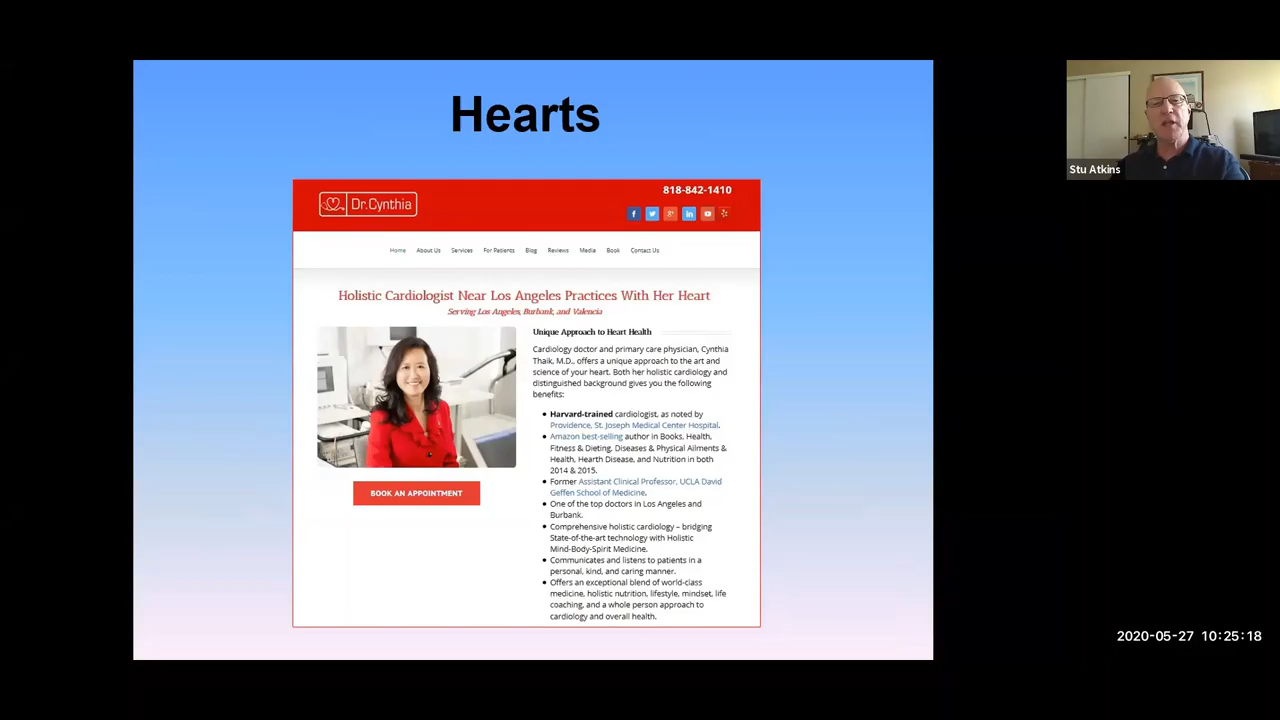 Hearts
Dr.Cynthia
818-842-1410
Home About Us Services For Patients Blog Reviews Media Book Contact Us
Holistic Cardiologist Near Los Angeles Practices With Her Heart
Serving Los Angeles, Burbank, and Valencia
Unique Approach to Heart Health
Cardiology doctor and primary care physician, Cynthia
Thaik, M.D., offers a unique approach to the art and
science of your heart. Both her holistic cardiology and
distinguished background gives you the following
benefits:
Harvard-trained cardiologist, as noted by
Providence, St. Joseph Medical Center Hospital.
Amazon best-selling author in Books, Health,
Fitness & Dieting, Diseases & Physical Ailments &
Health, Hearth Disease, and Nutrition in both
2014 & 2015.
Former Assistant Clinical Professor, UCLA David
Geffen School of Medicine.
One of the top doctors in Los Angeles and
Burbank.
Comprehensive holistic cardiology – bridging
State-of-the-art technology with Holistic
Mind-Body-Spirit Medicine.
Communicates and listens to patients in a
personal, kind, and caring manner.
Offers an exceptional blend of world-class
medicine, holistic nutrition, lifestyle, mindset, life
coaching, and a whole person approach to
cardiology and overall health.
BOOK AN APPOINTMENT
Stu Atkins
2020-05-27 10:25:18